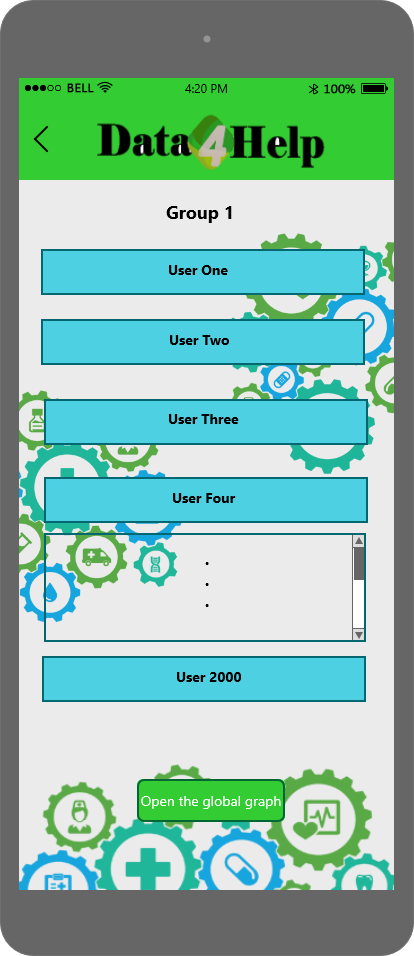 BELL 4:20 PM 100%
Data4Help
Group 1
User One
User Two
User Three
User Four
.
.
.
User 2000
Open the global graph